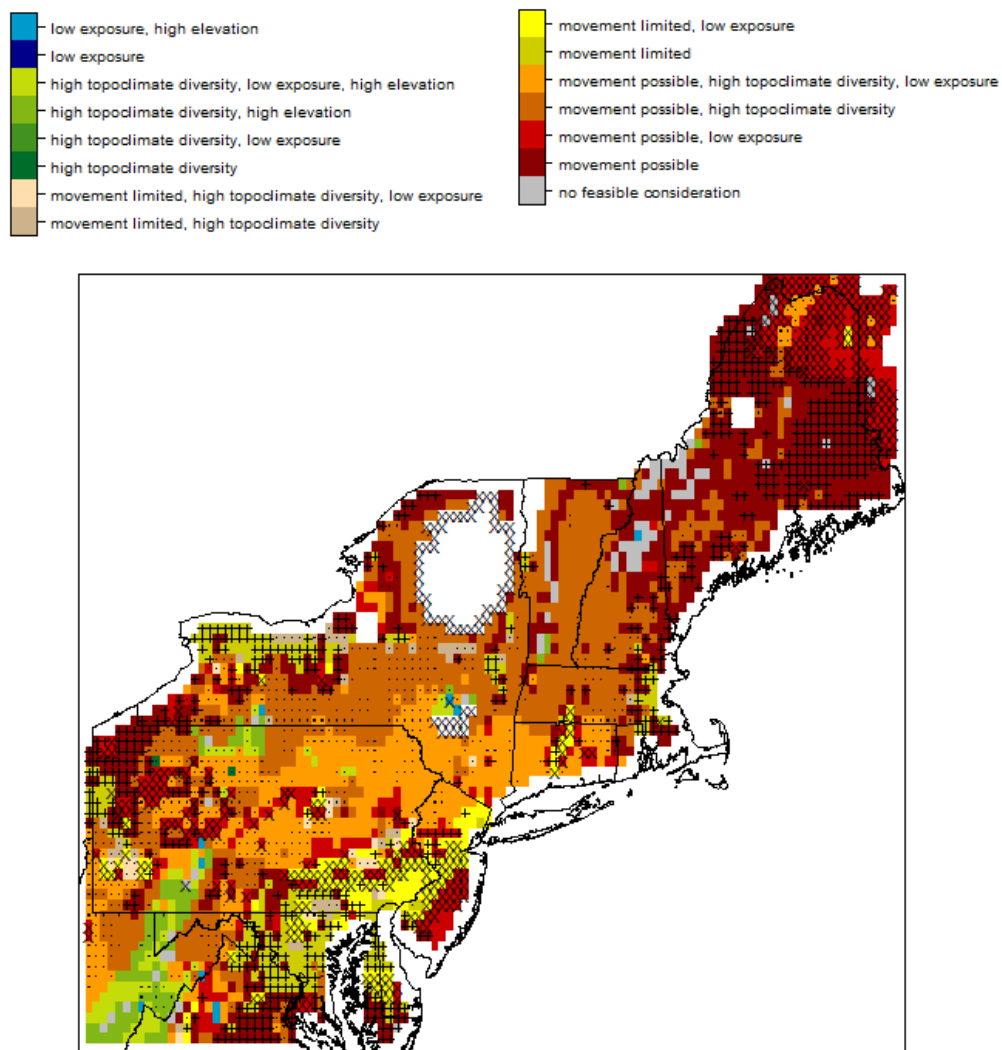 low exposure, high elevation
low exposure
high topoclimate diversity, low exposure, high elevation
high topoclimate diversity, high elevation
high topoclimate diversity, low exposure
high topoclimate diversity
movement limited, high topoclimate diversity, low exposure
movement limited, high topoclimate diversity
movement limited, low exposure
movement limited
movement possible, high topoclimate diversity, low exposure
movement possible, high topoclimate diversity
movement possible, low exposure
movement possible
no feasible consideration